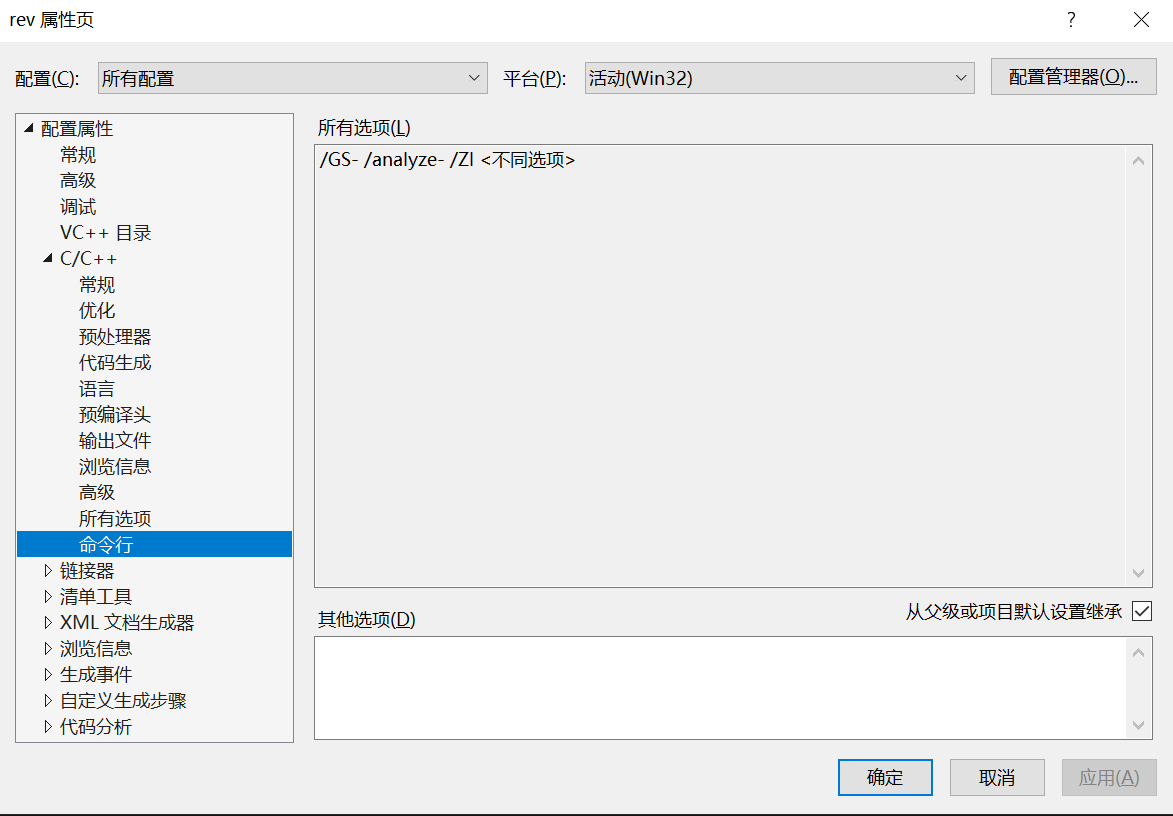 rev 属性页
?
配置(C):
所有配置
平台(P):
活动(Win32)
配置管理器(O)...
配置属性
常规
高级
调试
VC++ 目录
C/C++
常规
优化
预处理器
代码生成
语言
预编译头
输出文件
浏览信息
高级
所有选项
命令行
链接器
清单工具
XML 文档生成器
浏览信息
生成事件
自定义生成步骤
代码分析
所有选项(L)
/GS- /analyze- /ZI <不同选项>
从父级或项目默认设置继承
其他选项(D)
确定
取消
应用(A)